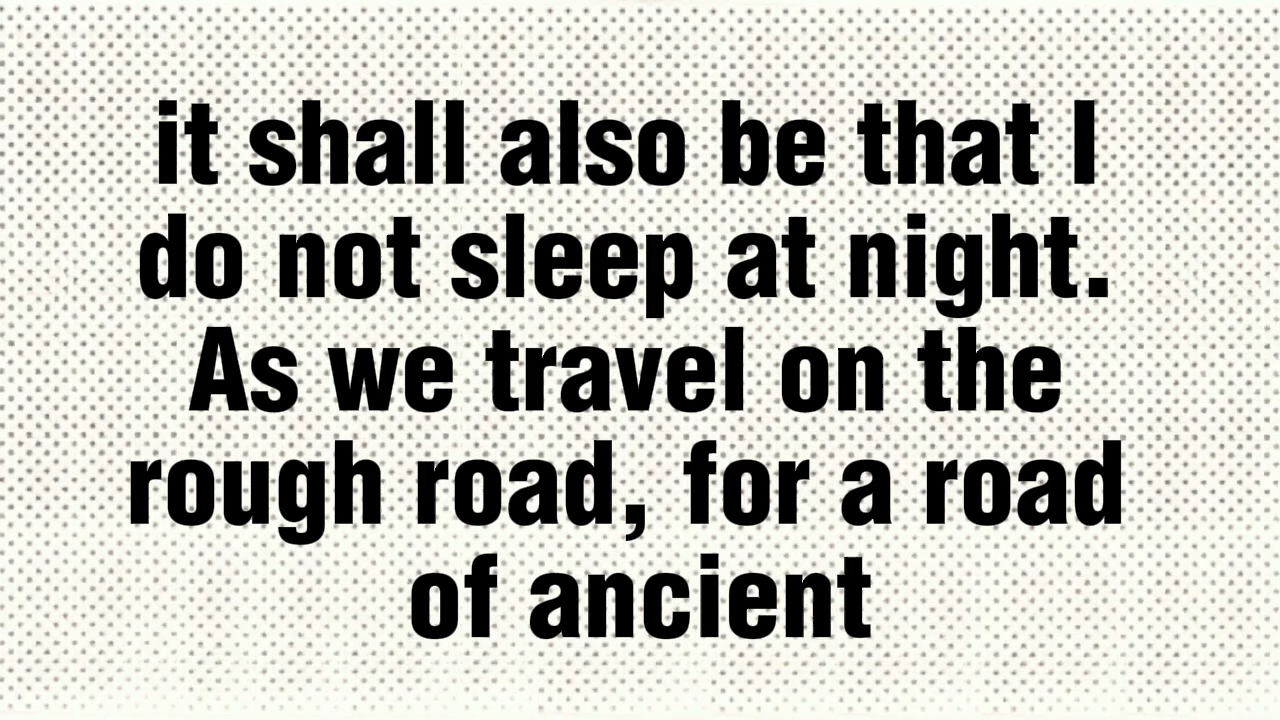 it shall also be that I
do not sleep at night.
As we travel on the
rough road, for a road
of ancient